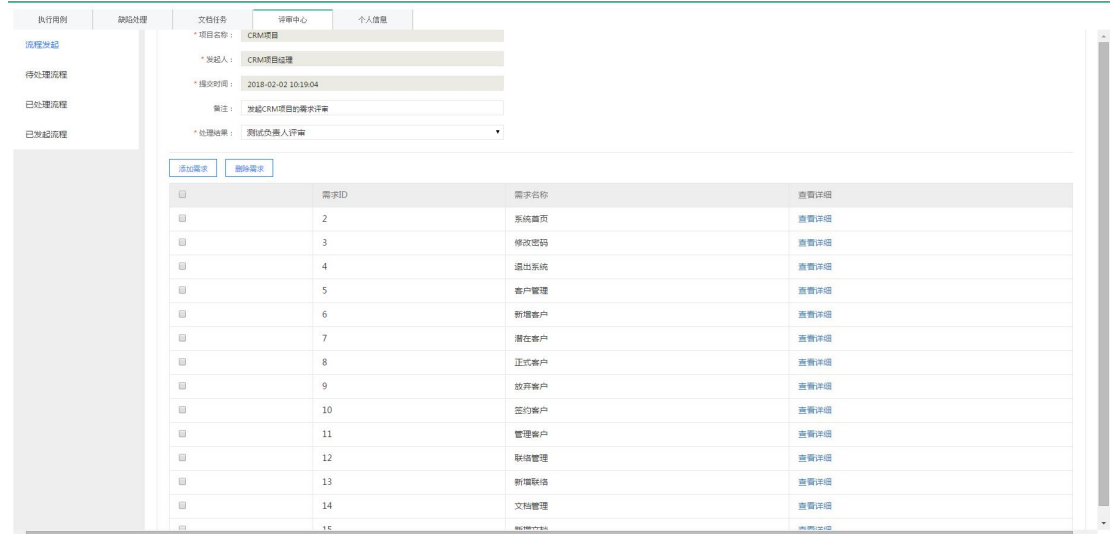 执行用例 缺陷处理 文档任务 评审中心 个人信息
流程发起
待处理流程
已处理流程
已发起流程
* 项目名称： CRM项目
* 发起人： CRM项目经理
* 提交时间： 2018-02-02 10:19:04
备注： 发起CRM项目的需求评审
* 处理结果： 测试负责人评审
添加需求 删除需求
需求ID 需求名称 查看详细
2 系统首页 查看详细
3 修改密码 查看详细
4 退出系统 查看详细
5 客户管理 查看详细
6 新增客户 查看详细
7 潜在客户 查看详细
8 正式客户 查看详细
9 放弃客户 查看详细
10 签约客户 查看详细
11 管理客户 查看详细
12 联络管理 查看详细
13 新增联络 查看详细
14 文档管理 查看详细
15 新增文档 查看详细